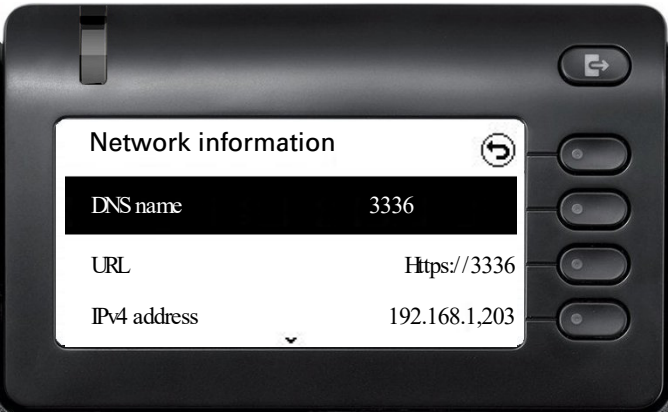 Network information
DNS name 3336
URL Https://3336
IPv4 address 192.168.1,203